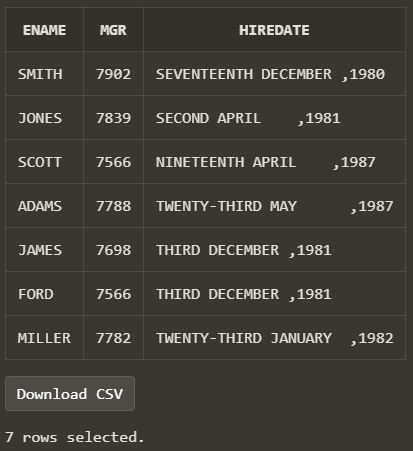 ENAME MGR HIREDATE
SMITH 7902 SEVENTEENTH DECEMBER ,1980
JONES 7839 SECOND APRIL    ,1981
SCOTT 7566 NINETEENTH APRIL    ,1987
ADAMS 7788 TWENTY-THIRD MAY      ,1987
JAMES 7698 THIRD DECEMBER ,1981
FORD 7566 THIRD DECEMBER ,1981
MILLER 7782 TWENTY-THIRD JANUARY  ,1982
Download CSV
7 rows selected.